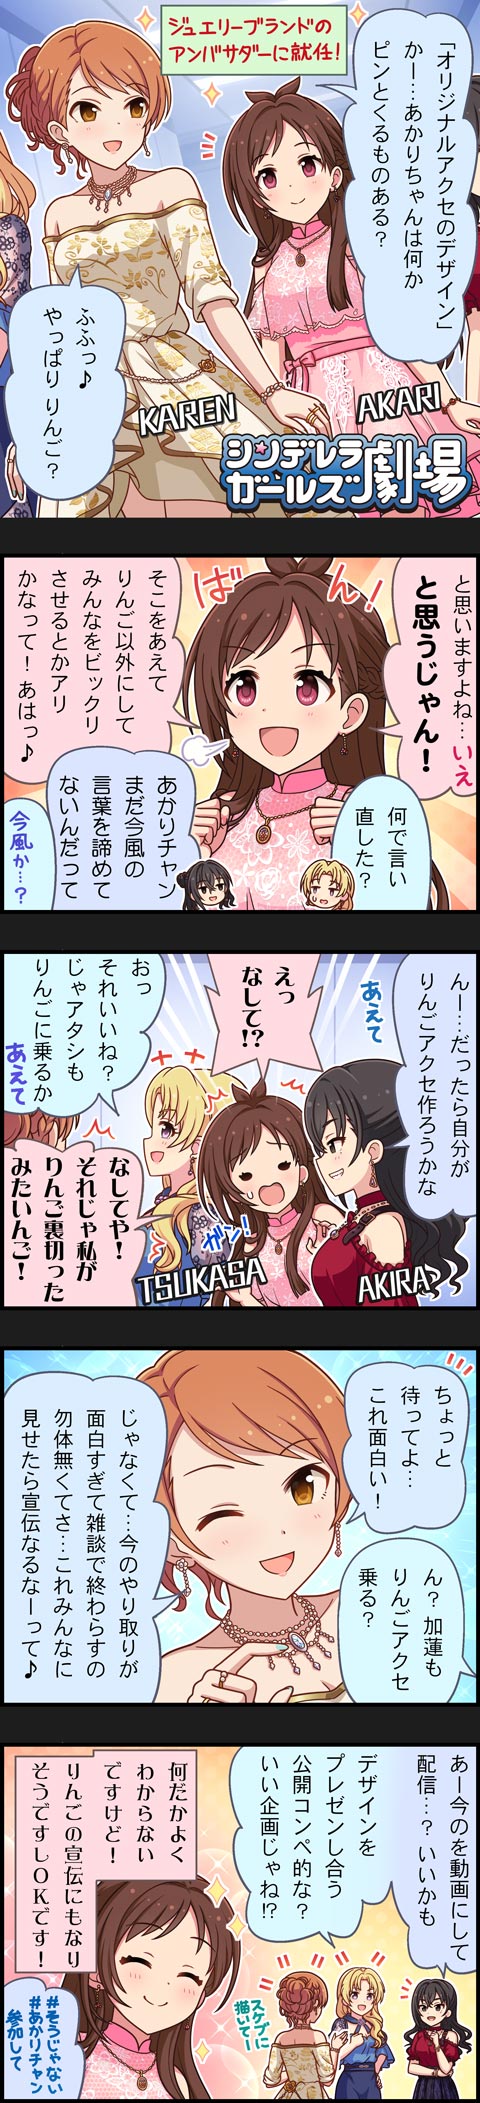 ジュエリーブランドの
アンバサダーに就任!
「オリジナルアクセのデザイン」
かー…あかりちゃんは何か
ピンとくるものある?
ふふっ♪
やっぱりりんご?
KAREN
AKARI
シンデレラ
ガールズ劇場
と思いますよね…いえ
と思うじゃん!
ばん!
そこをあえて
りんご以外にして
みんなをビックリ
させるとかアリ
かなって!あはっ♪
何で言い
直した?
あかりチャン
まだ今風の
言葉を諦めて
ないんだって
今風か…?
んー…だったら自分が
りんごアクセ作ろうかな
あえて
えっ
なして!?
おっ
それいいね?
じゃアタシも
りんごに乗るか
あえて
ガン!
なしてや!
それじゃ私が
りんご裏切った
みたいんご!
TSUKASA
AKIRA
ちょっと
待ってよ…
これ面白い!
ん?加蓮も
りんごアクセ
乗る?
じゃなくて…今のやり取りが
面白すぎて雑談で終わらすの
勿体無くてさ…これみんなに
見せたら宣伝なるなーって♪
あー今のを動画にして
配信…?いいかも
デザインを
プレゼンし合う
公開コンペ的な?
いい企画じゃね!?
スケブに
描いてー
何だかよく
わからない
ですけど!
りんごの宣伝にもなり
そうですしOKです!
#そうじゃない
#あかりチャン
参加して